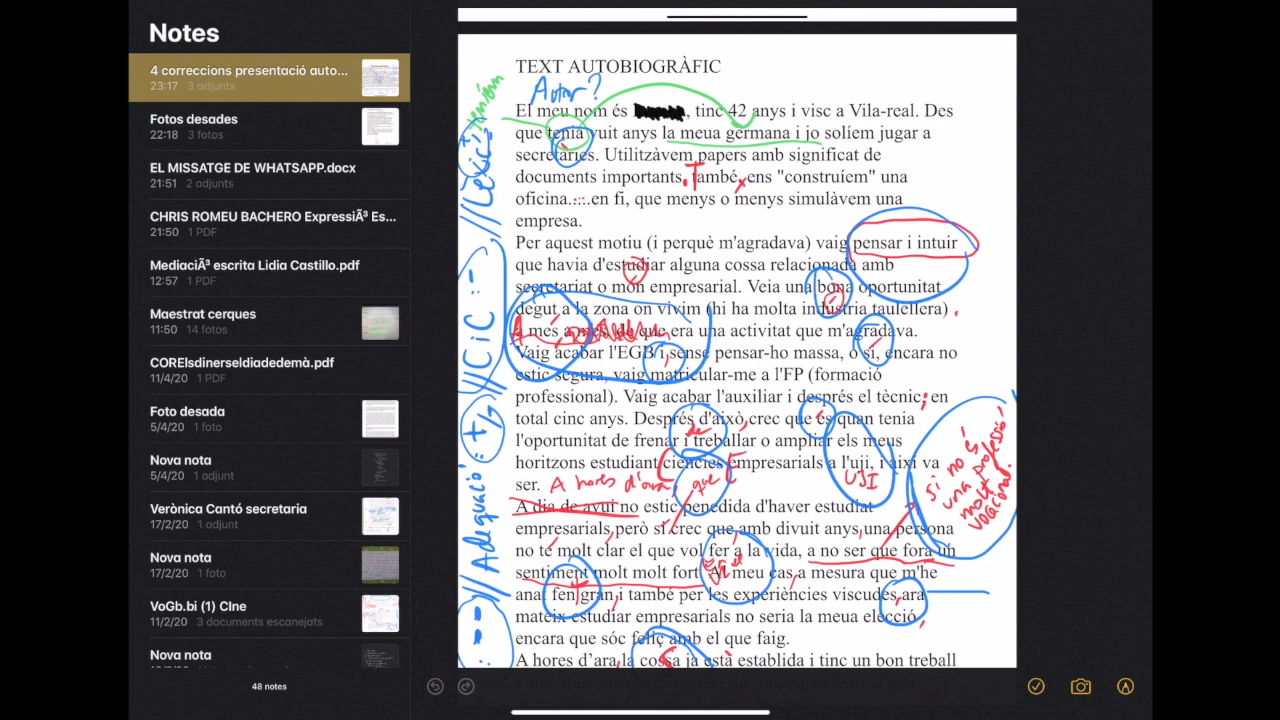 Notes
4 correccions presentació auto...
23:17 3 adjunts
Fotos desades
22:18 3 fotos
EL MISSATGE DE WHATSAPP.docx
21:51 2 adjunts
CHRIS ROMEU BACHERO ExpressiÃ³ Es...
21:50 1 PDF
MediatiÃ³ escrita Lidia Castillo.pdf
12:57 1 PDF
Maestrat cerques
11:50 14 fotos
CORElsdinerseldiadedemà.pdf
11/4/20 1 PDF
Foto desada
5/4/20 1 foto
Nova nota
5/4/20 1 adjunt
Verònica Cantó segarra
17/2/20 1 adjunt
Nova nota
17/2/20 1 foto
VoGb.bi (1) CIne
11/2/20 3 documents escanejats
Nova nota
48 notes
TEXT AUTOBIOGRÀFIC
Autor?
El meu nom és , tinc 42 anys i visc a Vila-real. Des
que tenia vuit anys la meua germana i jo solíem jugar a
secretàries. Utilitzàvem papers amb significat de
documents importants. T també ens "construíem" una
oficina.....en fi, que menys o menys simulàvem una
empresa.
Per aquest motiu (i perquè m'agradava) vaig pensar i intuir
que havia d'estudiar alguna cossa relacionada amb
secretariat o món empresarial. Veia una bona oportunitat
degut a la zona on vivim (hi ha molta indústria taulellera) .
A mes a mes de que era una activitat que m'agradava.
Vaig acabar l'EGB i sense pensar-ho massa, o sí, encara no
estic segura, vaig matricular-me a l'FP (formació
professional). Vaig acabar l'auxiliar i després el tècnic; en
total cinc anys. Després d'això crec que és quan tenia
l'oportunitat de frenar i treballar o ampliar els meus
horitzons estudiant ciències empresarials a l'uji, i així va
ser. A hores d'ara
de
que
UJI
A dia de avui no estic penedida d'haver estudiat
empresarials però sí crec que amb divuit anys una persona
no té molt clar el que vol fer a la vida, a no ser que fora un
sentiment molt molt fort. Al meu cas a mesura que m'he
anat fen gran i també per les experiències viscudes ara
mateix estudiar empresarials no seria la meua elecció,
encara que sóc feliç amb el que faig.
A hores d'ara la cossa ja està establida i tinc un bon treball
si no és
una professió
molt
vocacional.
Adequació: + //CiC: - //Lèxic: